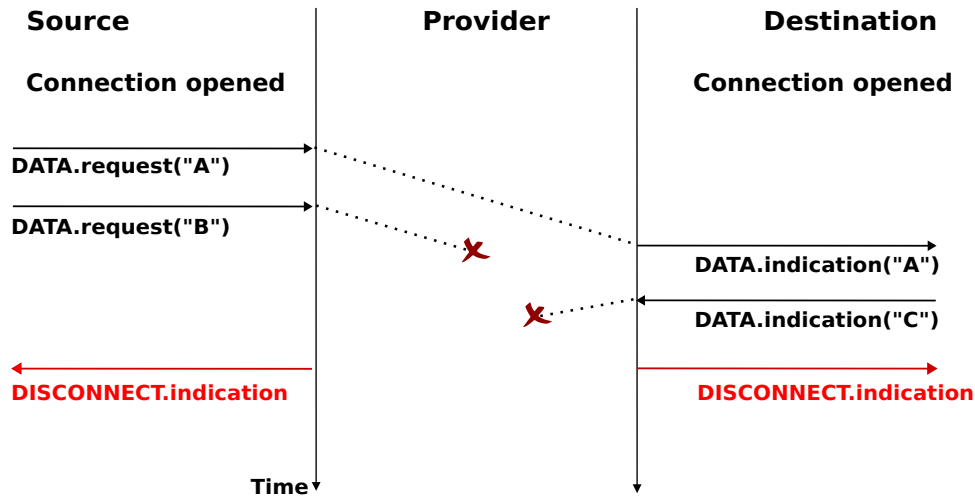 Source Provider Destination
Connection opened Connection opened
DATA.request("A")
DATA.request("B")
DATA.indication("A")
DATA.indication("C")
DISCONNECT.indication DISCONNECT.indication
Time